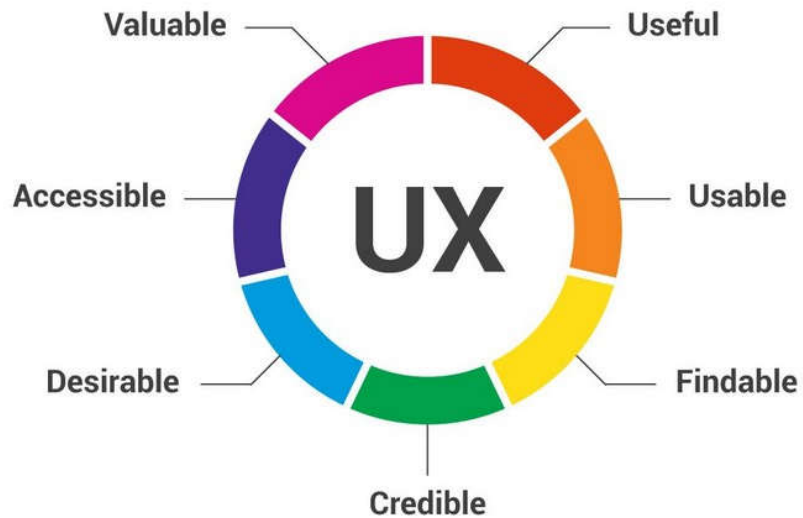 Valuable
Useful
Accessible
UX
Usable
Desirable
Findable
Credible